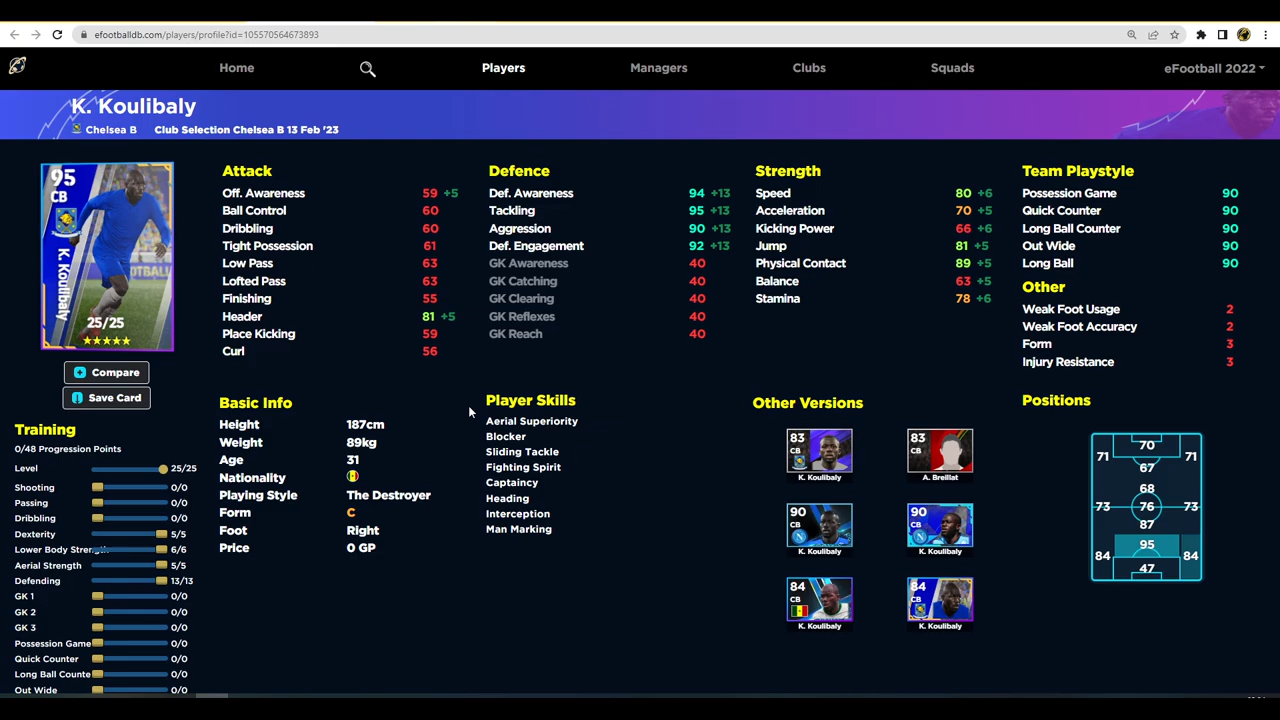 efootballdb.com/players/profile?id=105570564673893
Home
Players
Managers
Clubs
Squads
eFootball 2022
K. Koulibaly
Chelsea B Club Selection Chelsea B 13 Feb '23
95
CB
K. Koulibaly
25/25
Compare
Save Card
Attack
Off. Awareness 59 +5
Ball Control 60
Dribbling 60
Tight Possession 61
Low Pass 63
Lofted Pass 63
Finishing 55
Header 81 +5
Place Kicking 59
Curl 56
Defence
Def. Awareness 94 +13
Tackling 95 +13
Aggression 90 +13
Def. Engagement 92 +13
GK Awareness 40
GK Catching 40
GK Clearing 40
GK Reflexes 40
GK Reach 40
Strength
Speed 80 +6
Acceleration 70 +5
Kicking Power 66 +6
Jump 81 +5
Physical Contact 89 +5
Balance 63 +5
Stamina 78 +6
Team Playstyle
Possession Game 90
Quick Counter 90
Long Ball Counter 90
Out Wide 90
Long Ball 90
Other
Weak Foot Usage 2
Weak Foot Accuracy 2
Form 3
Injury Resistance 3
Training
0/48 Progression Points
Level 25/25
Shooting 0/0
Passing 0/0
Dribbling 0/0
Dexterity 5/5
Lower Body Streng 6/6
Aerial Strength 5/5
Defending 13/13
GK 1 0/0
GK 2 0/0
GK 3 0/0
Possession Game 0/0
Quick Counter 0/0
Long Ball Counte 0/0
Out Wide 0/0
Basic Info
Height 187cm
Weight 89kg
Age 31
Nationality
Playing Style The Destroyer
Form C
Foot Right
Price 0 GP
Player Skills
Aerial Superiority
Blocker
Sliding Tackle
Fighting Spirit
Captaincy
Heading
Interception
Man Marking
Other Versions
83
CB
K. Koulibaly
83
CB
A. Breillat
90
CB
K. Koulibaly
90
CB
K. Koulibaly
84
CB
K. Koulibaly
84
CB
K. Koulibaly
Positions
70
71 71
67
68
73 76 73
87
95
84 84
47